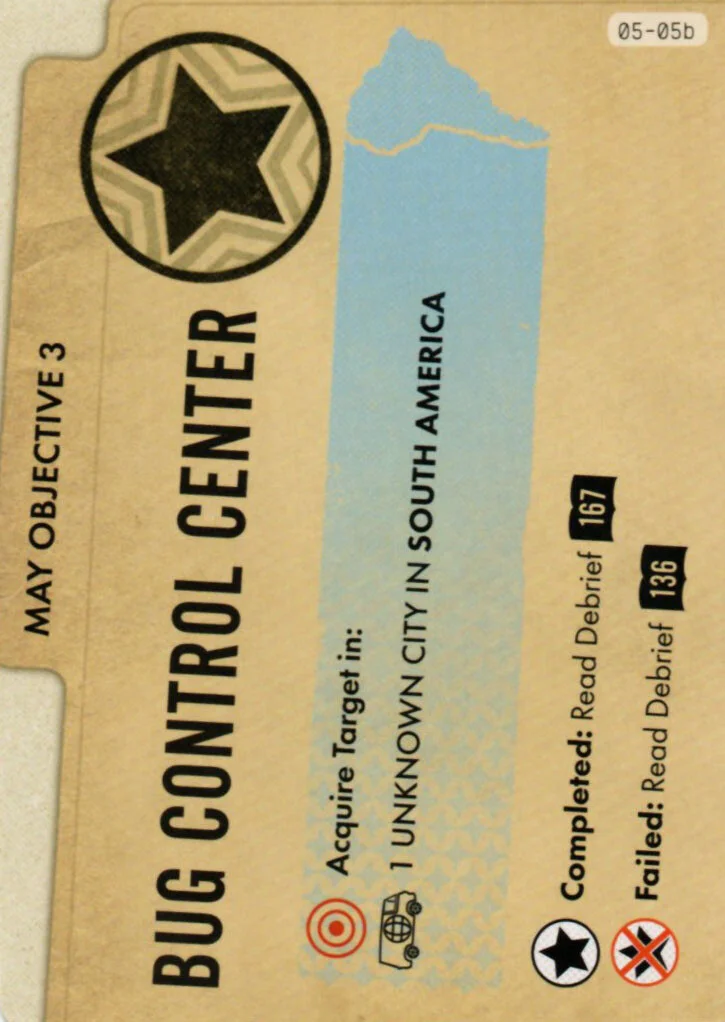 05-05b
MAY OBJECTIVE 3
BUG CONTROL CENTER
Acquire Target in:
1 UNKNOWN CITY IN SOUTH AMERICA
Completed: Read Debrief 167
Failed: Read Debrief 136